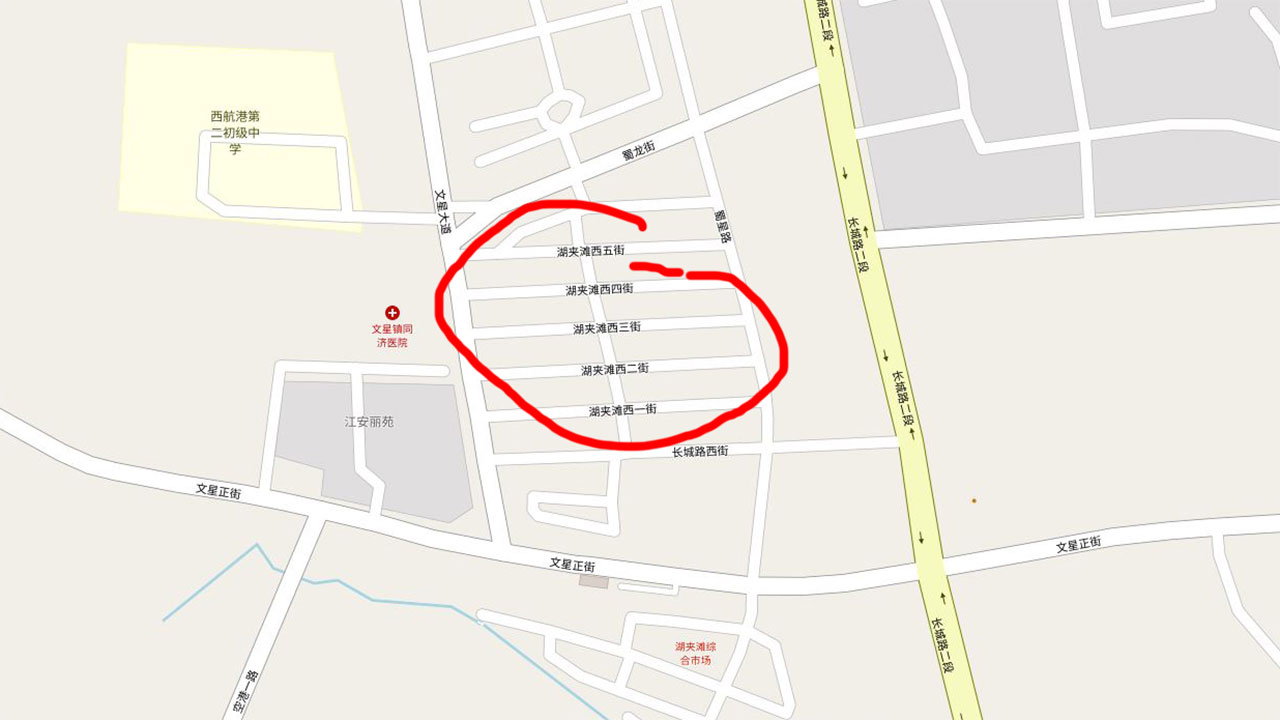 长城路二段
西航港第
二初级中
学
蜀龙街
文星大道
蜀星路
长城路二段
湖夹滩西五街
湖夹滩西四街
文星镇同
济医院
湖夹滩西三街
湖夹滩西二街
长城路二段
湖夹滩西一街
江安丽苑
长城路西街
文星正街
文星正街
文星正街
长城路二段
湖夹滩综
合市场
空港一路